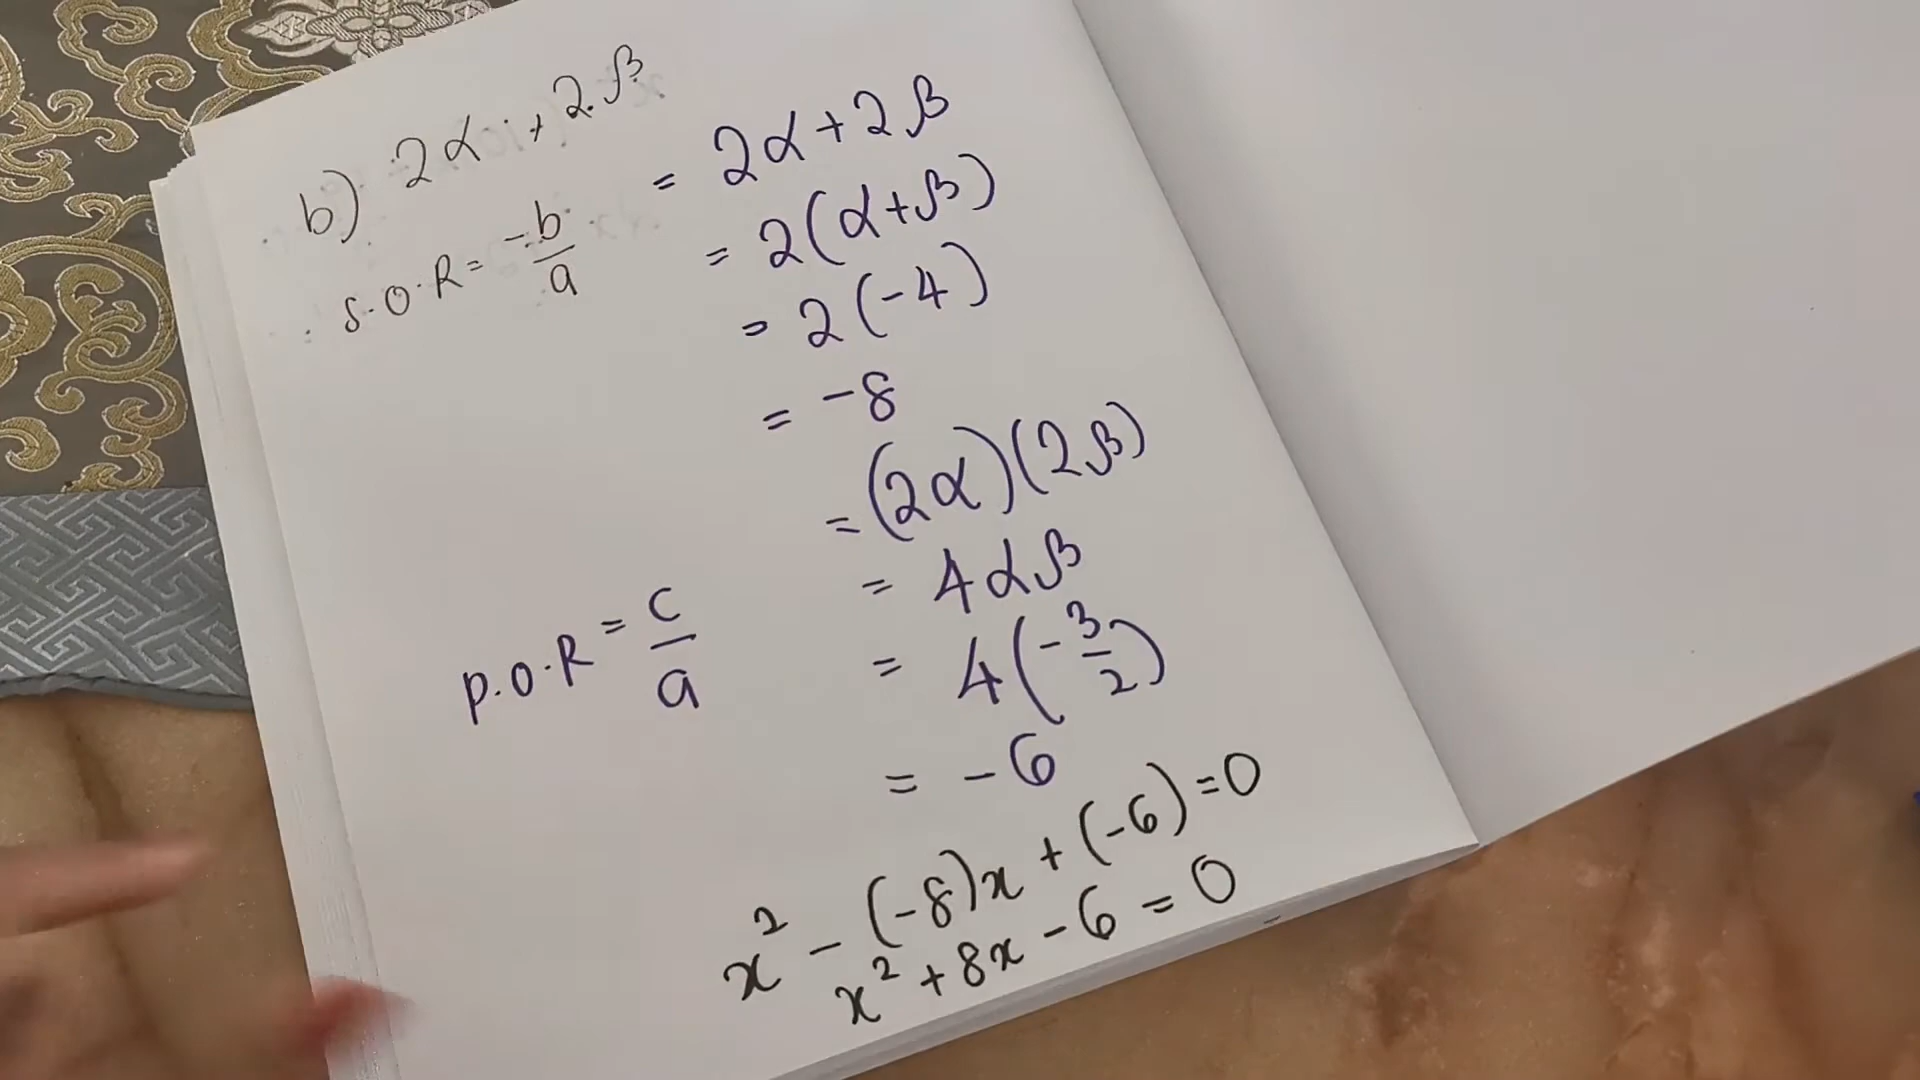 b) 2α + 2β
S.O.R = -b/a = 2α + 2β
= 2(α+β)
= 2(-4)
= -8
P.O.R = c/a = (2α)(2β)
= 4αβ
= 4(-3/2)
= -6
x² - (-8)x + (-6) = 0
x² + 8x - 6 = 0